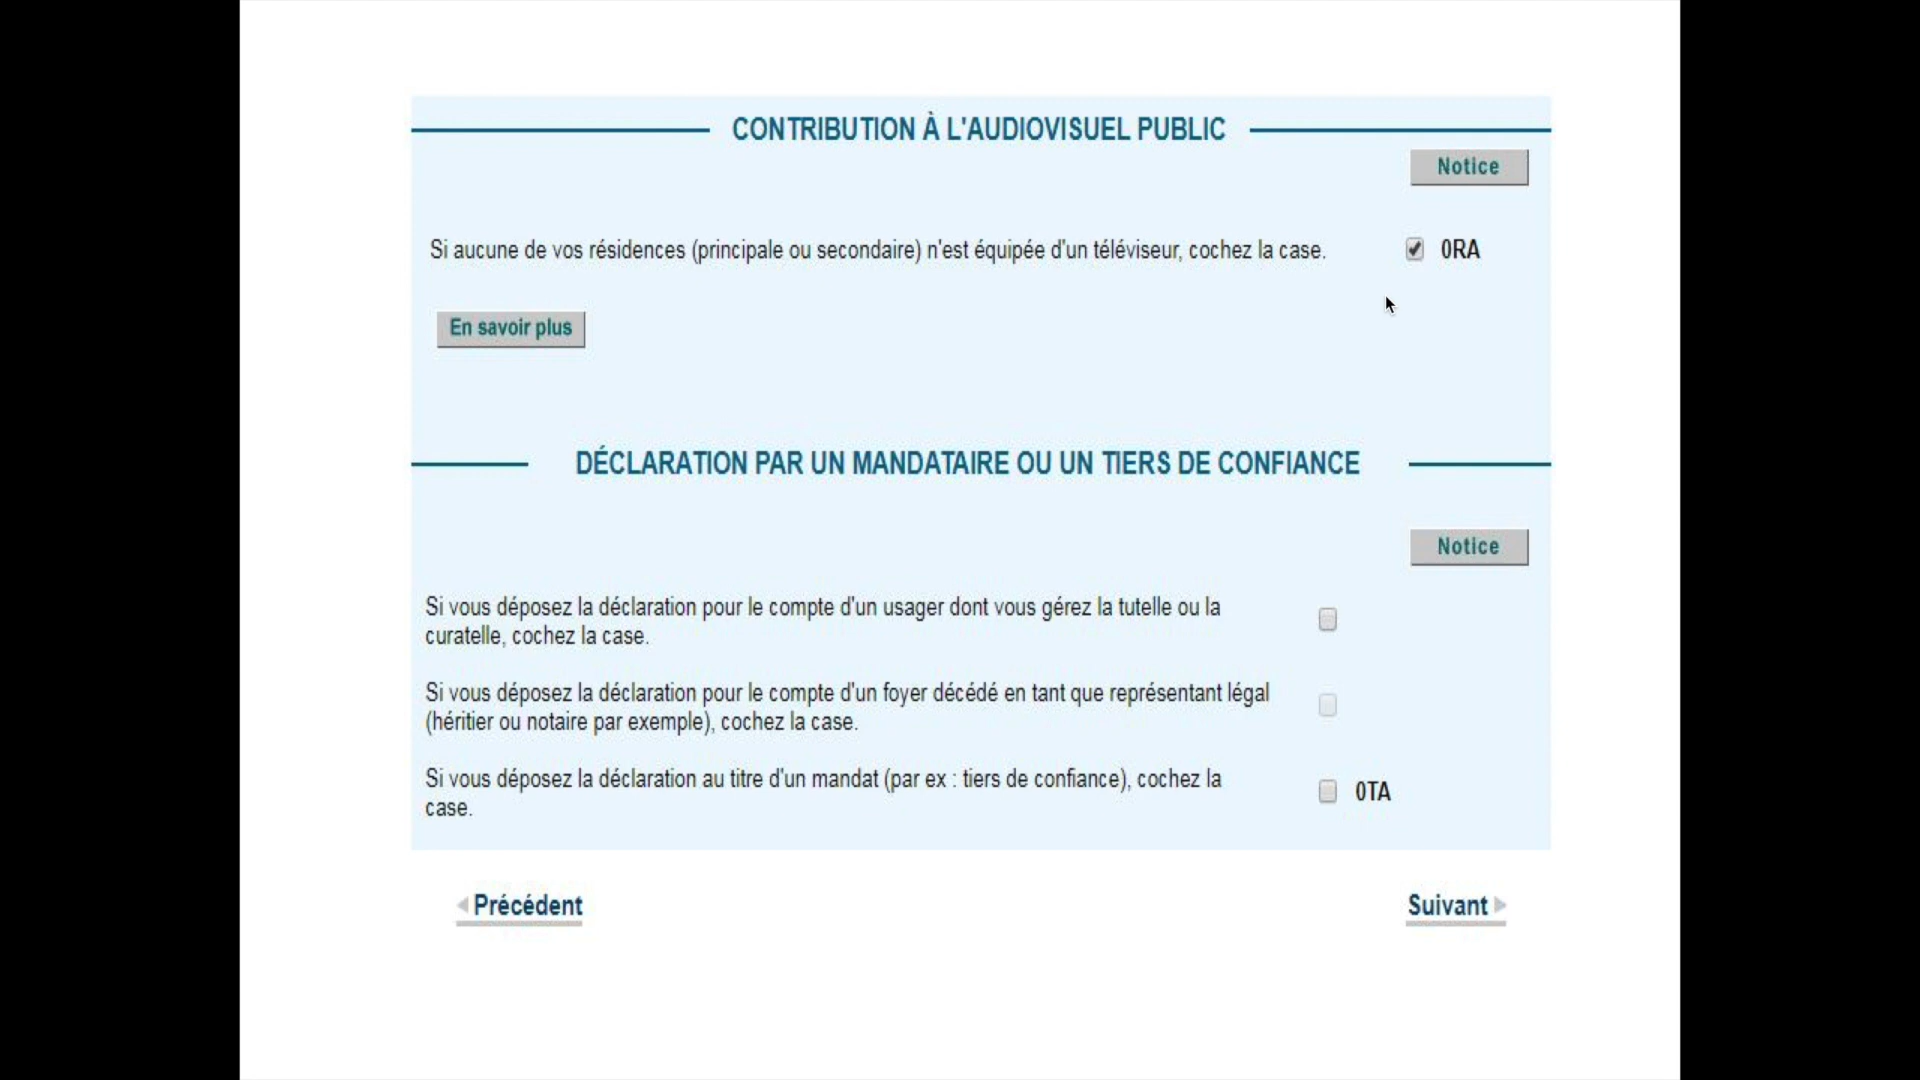 CONTRIBUTION À L'AUDIOVISUEL PUBLIC
Notice
Si aucune de vos résidences (principale ou secondaire) n'est équipée d'un téléviseur, cochez la case.
0RA
En savoir plus
DÉCLARATION PAR UN MANDATAIRE OU UN TIERS DE CONFIANCE
Notice
Si vous déposez la déclaration pour le compte d'un usager dont vous gérez la tutelle ou la
curatelle, cochez la case.
Si vous déposez la déclaration pour le compte d'un foyer décédé en tant que représentant légal
(héritier ou notaire par exemple), cochez la case.
Si vous déposez la déclaration au titre d'un mandat (par ex : tiers de confiance), cochez la
case.
0TA
Précédent
Suivant